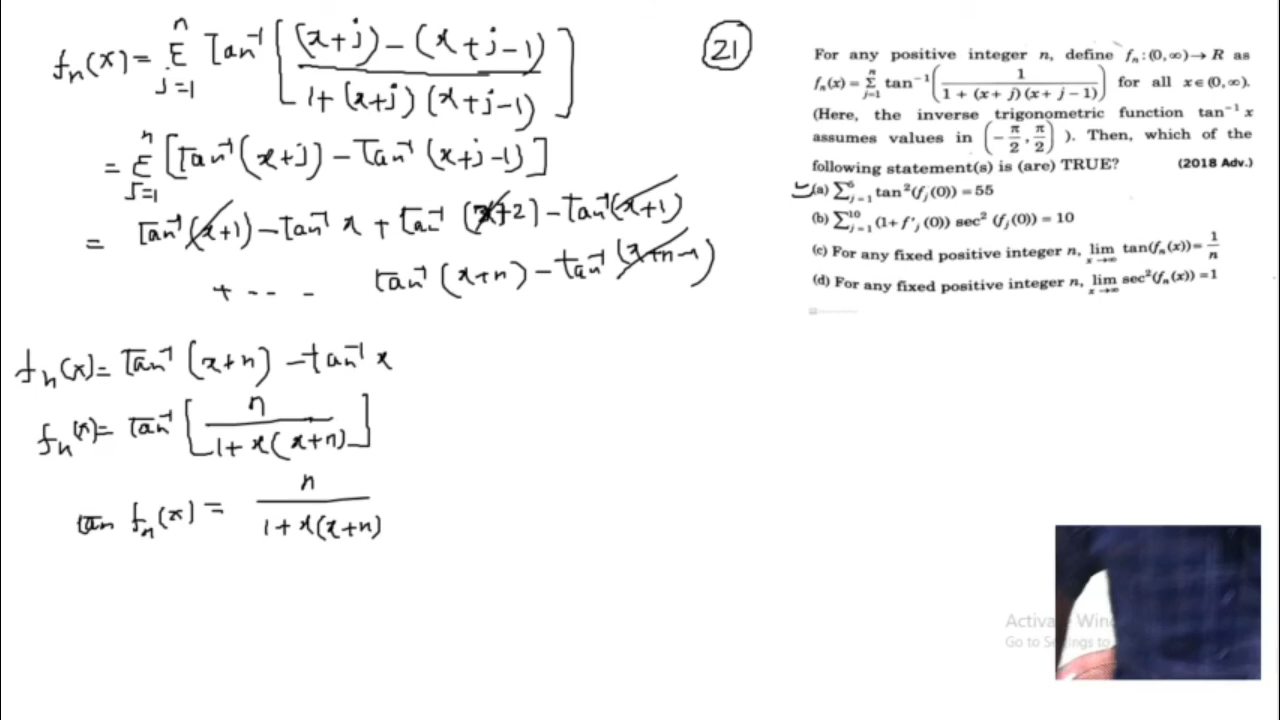 fₙ(x) = Σ_{j=1}^{n} Tan⁻¹ [ ((x+j) − (x+j−1)) / (1 + (x+j)(x+j−1)) ]
= Σ_{j=1}^{n} [Tan⁻¹(x+j) − Tan⁻¹(x+j−1)]
= Tan⁻¹(x+1) − Tan⁻¹ x + Tan⁻¹(x+2) − Tan⁻¹(x+1)
+ --- - Tan⁻¹(x+n) − tan⁻¹(x+n−1)
fₙ(x) = Tan⁻¹(x+n) − tan⁻¹ x
fₙ(x) = Tan⁻¹ [ n / (1 + x(x+n)) ]
Tan fₙ(x) = n / (1 + x(x+n))
21
For any positive integer n, define fₙ : (0, ∞) → R as
fₙ(x) = Σ_{j=1}^{n} tan⁻¹ ( 1 / (1 + (x + j)(x + j − 1)) ) for all x ∈ (0, ∞).
(Here, the inverse trigonometric function tan⁻¹ x
assumes values in (−π/2, π/2) ). Then, which of the
following statement(s) is (are) TRUE? (2018 Adv.)
(b) Σ_{j=1}^{10} (1 + f′ⱼ(0)) sec² (fⱼ(0)) = 10
(c) For any fixed positive integer n, lim_{x→∞} tan(fₙ(x)) = 1/n
(d) For any fixed positive integer n, lim_{x→∞} sec²(fₙ(x)) = 1
(a) Σ_{j=1} tan²(fⱼ(0)) = 55
Go to Se